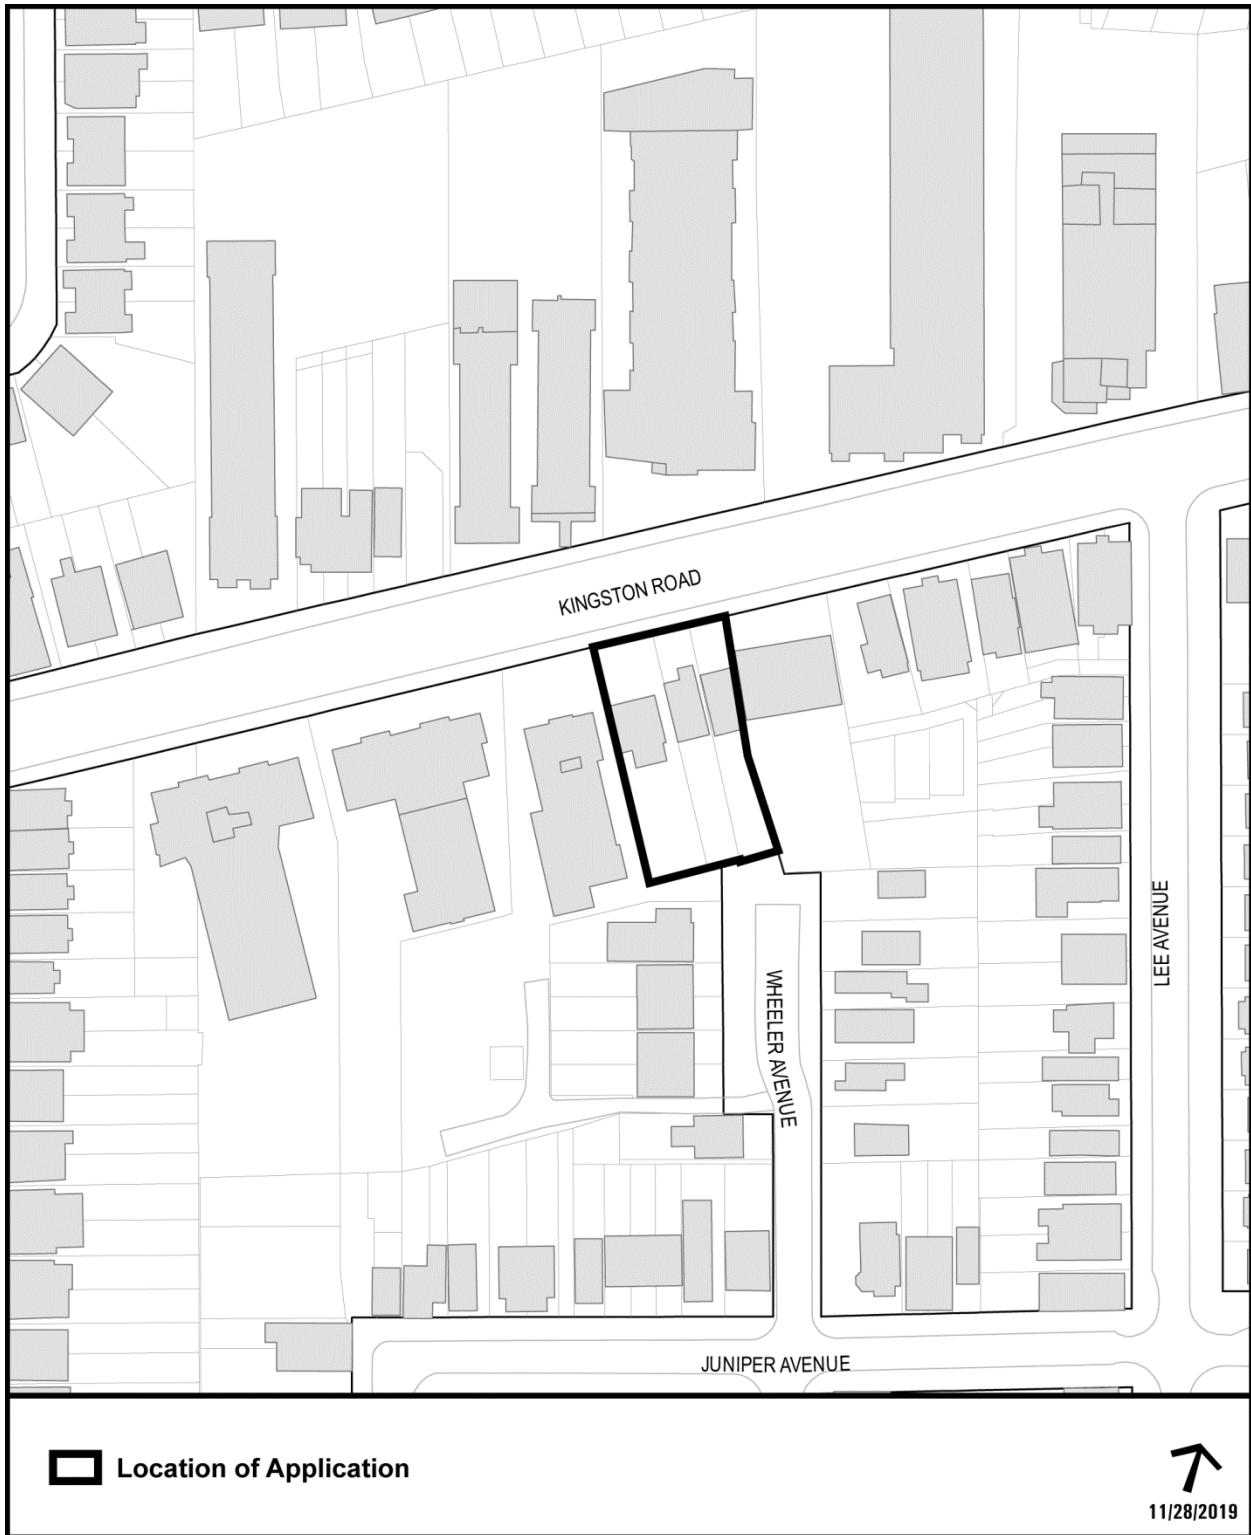 KINGSTON ROAD
LEE AVENUE
WHEELER AVENUE
JUNIPER AVENUE
Location of Application
11/28/2019